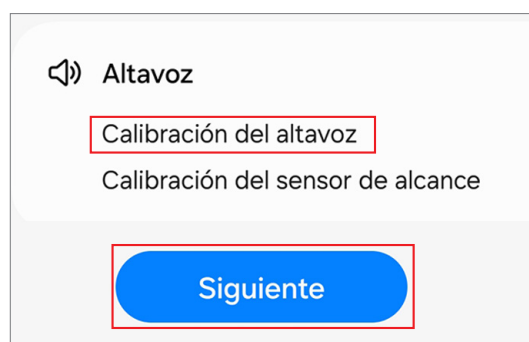 Altavoz
Calibración del altavoz
Calibración del sensor de alcance
Siguiente